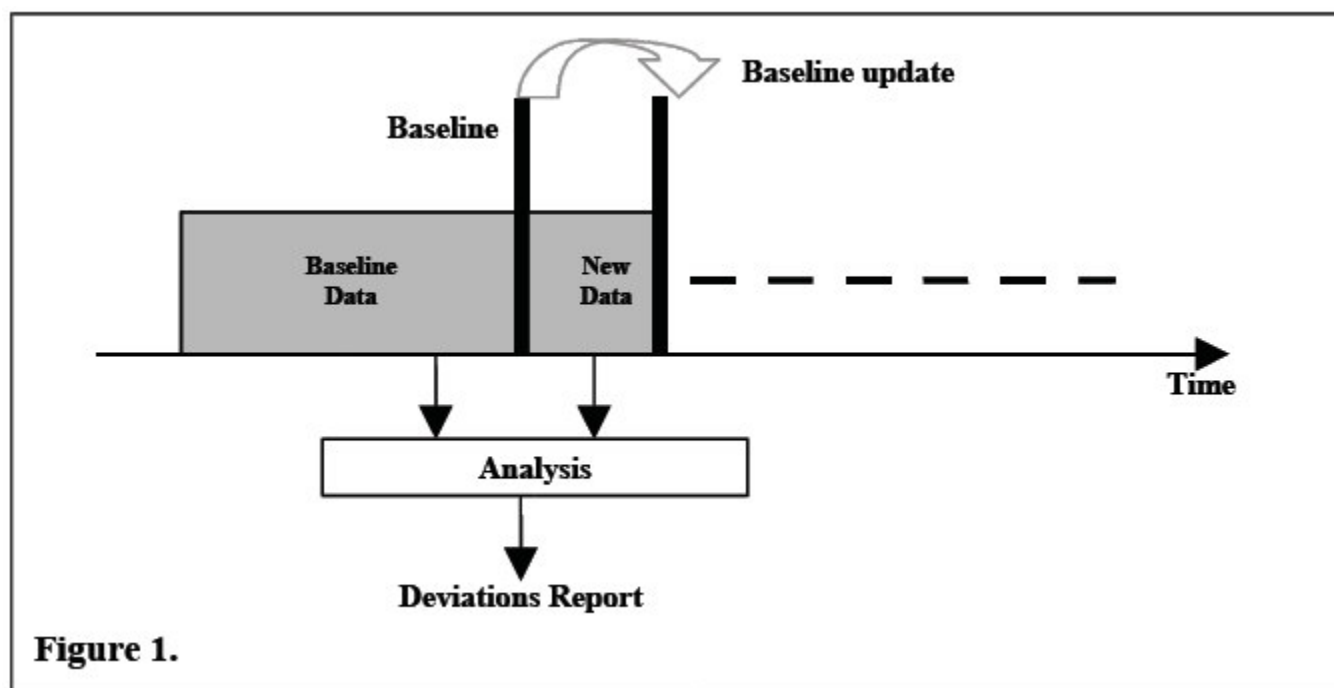 Baseline update
Baseline
Baseline
Data
New
Data
Time
Analysis
Deviations Report
Figure 1.